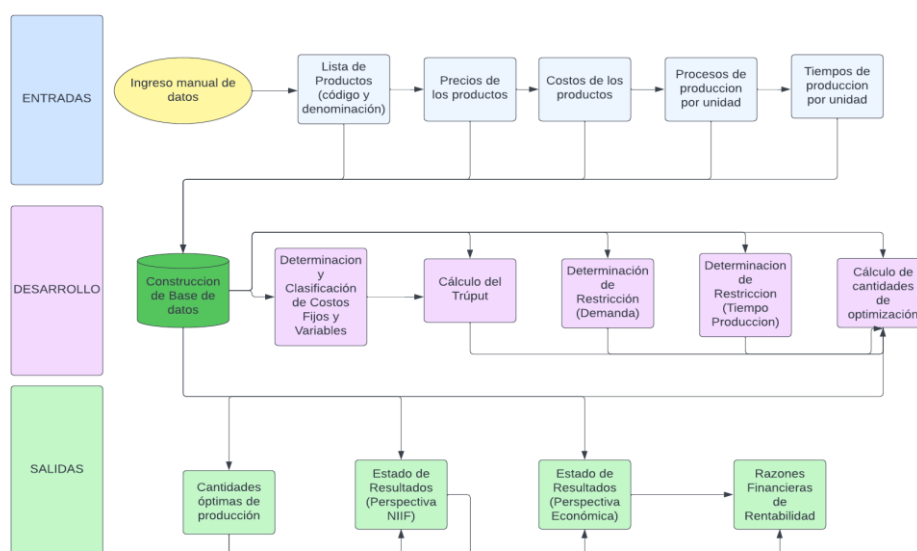 ENTRADAS
Ingreso manual de
datos
Lista de
Productos
(código y
denominación)
Precios de
los productos
Costos de los
productos
Procesos de
produccion
por unidad
Tiempos de
produccion
por unidad
DESARROLLO
Construccion
de Base de
datos
Determinacion
y
Clasificación
de Costos
Fijos y
Variables
Cálculo del
Trúput
Determinación
de
Restricción
(Demanda)
Determinacion
de
Restriccion
(Tiempo
Produccion)
Cálculo de
cantidades
de
optimización
SALIDAS
Cantidades
óptimas de
producción
Estado de
Resultados
(Perspectiva
NIIF)
Estado de
Resultados
(Perspectiva
Económica)
Razones
Financieras
de
Rentabilidad